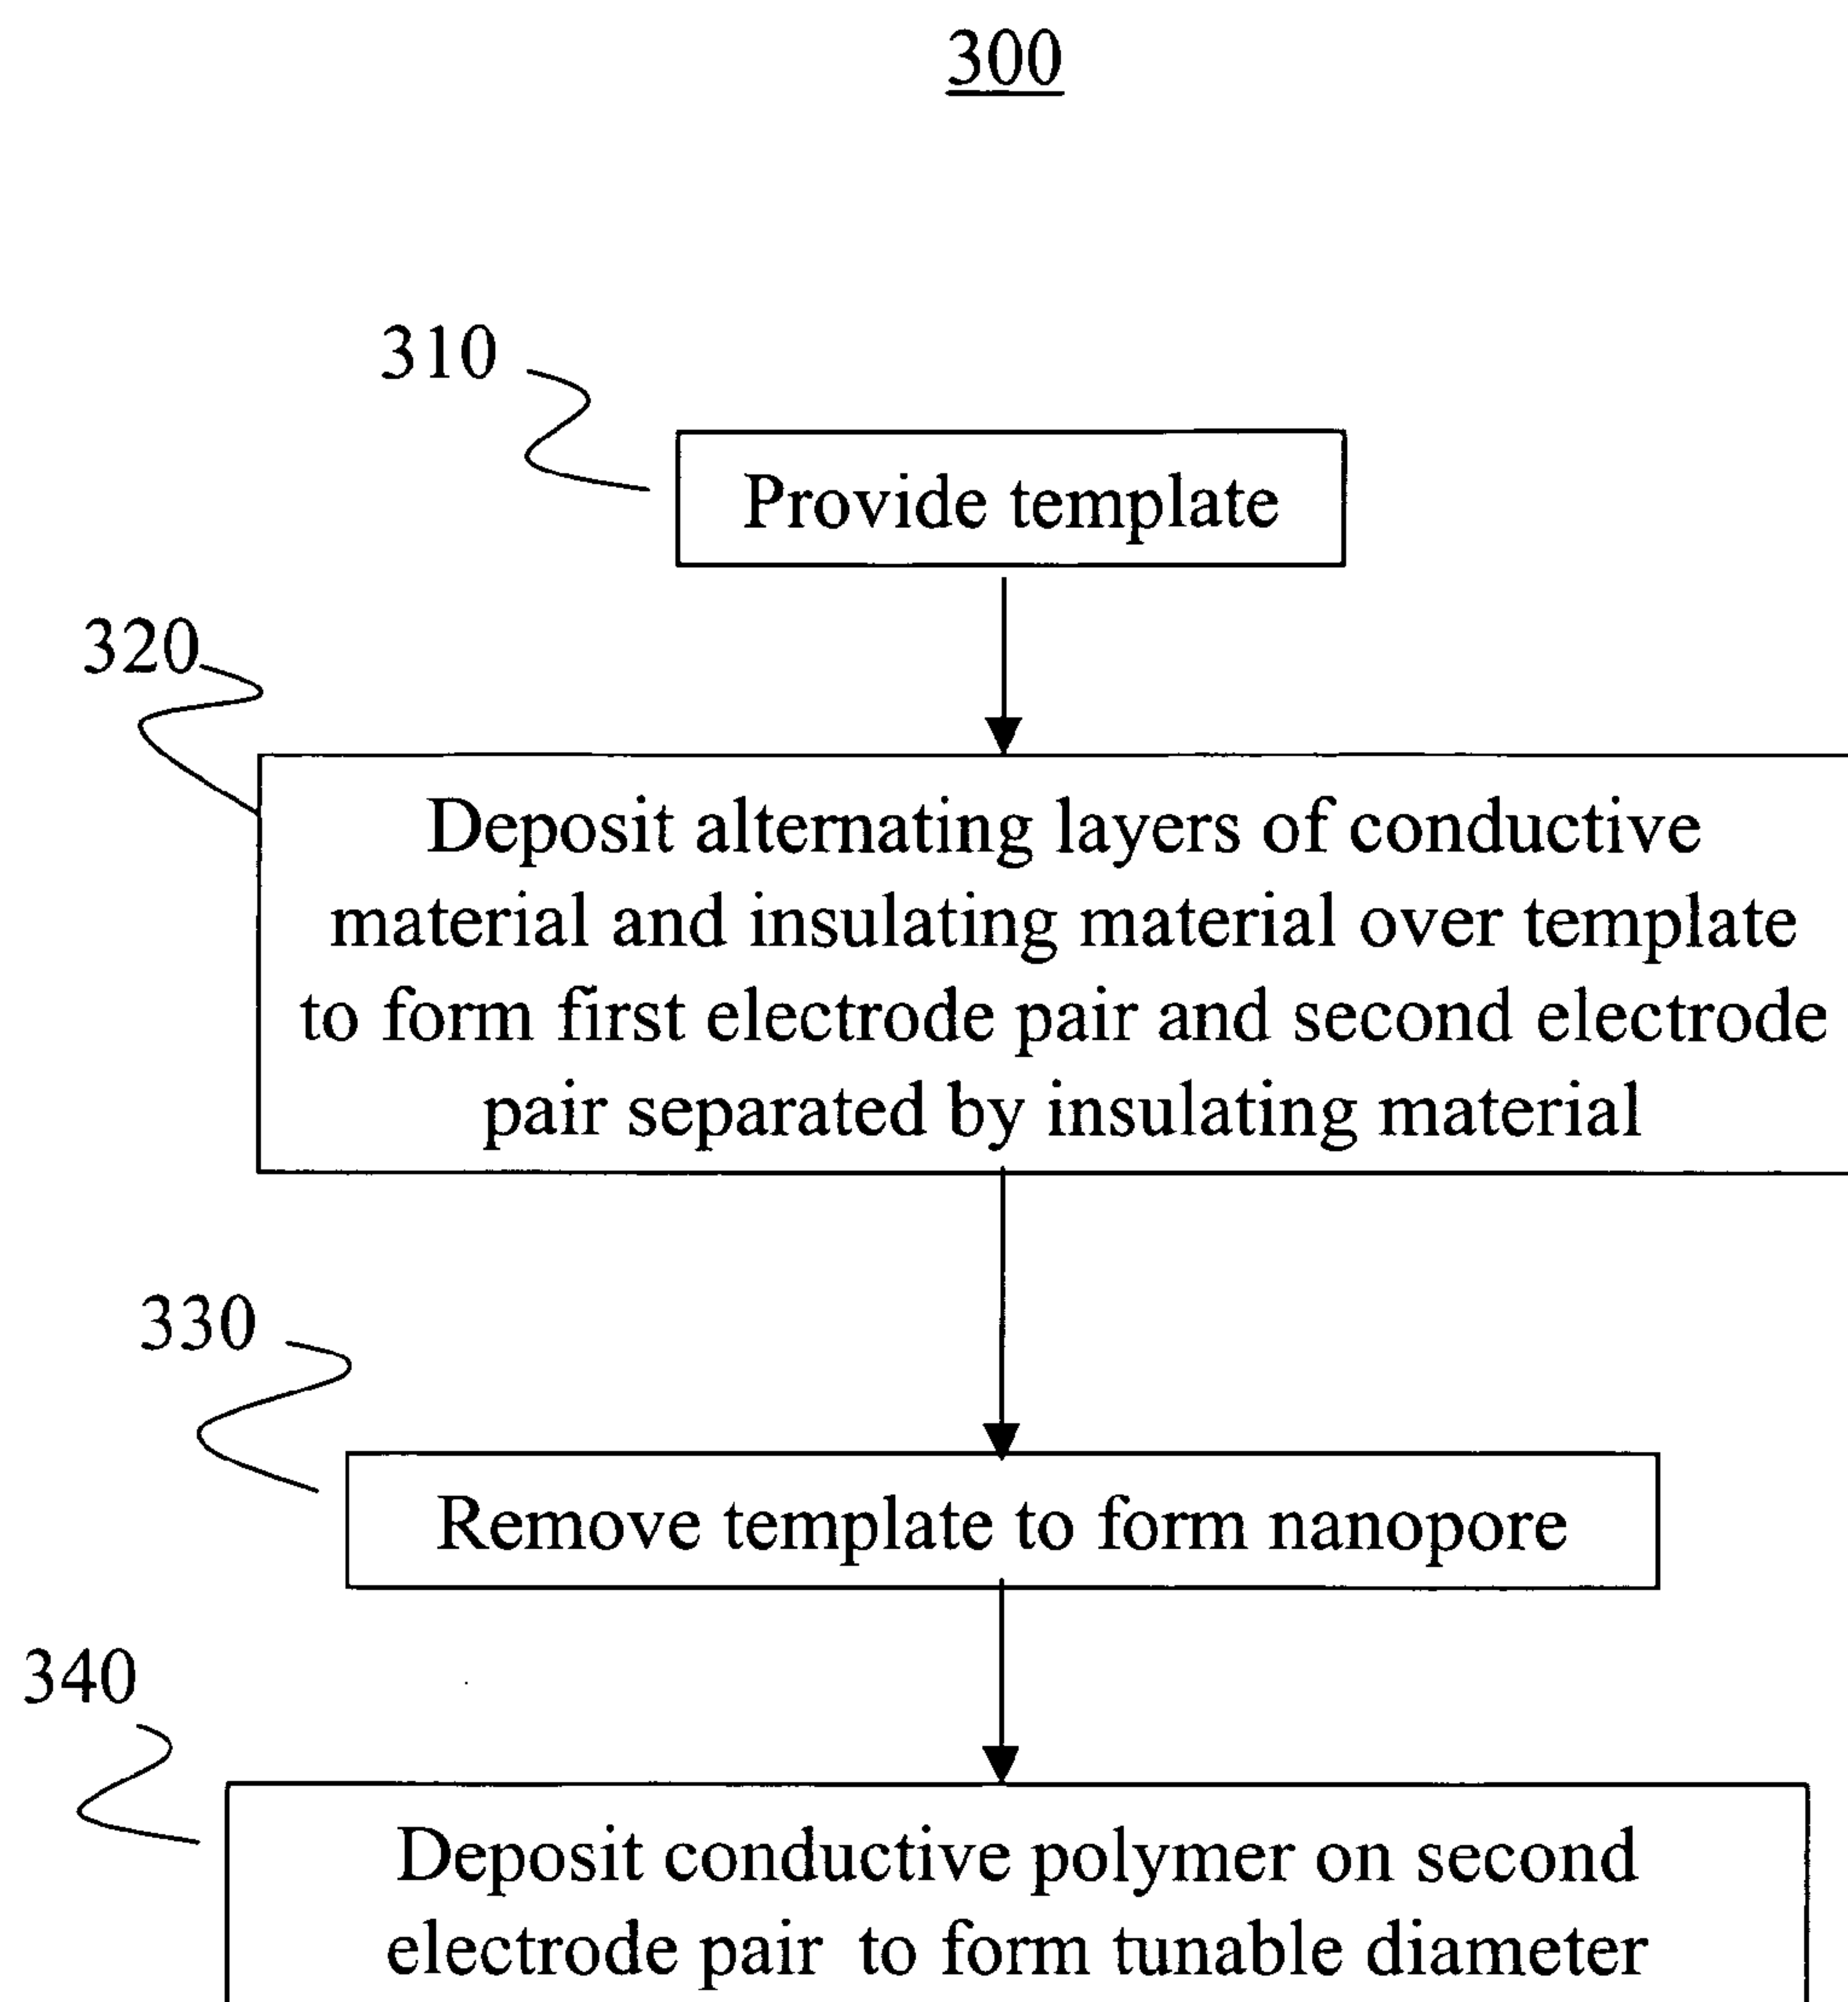 300
310
Provide template
320
Deposit alternating layers of conductive
material and insulating material over template
to form first electrode pair and second electrode
pair separated by insulating material
330
Remove template to form nanopore
340
Deposit conductive polymer on second
electrode pair to form tunable diameter